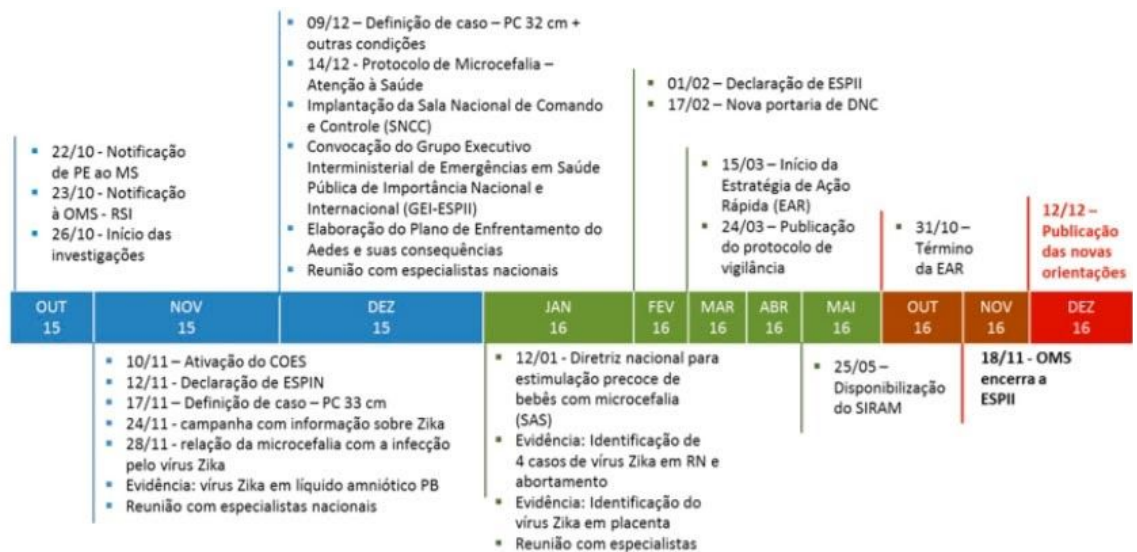 22/10 - Notificação
de PE ao MS
23/10 - Notificação
à OMS - RSI
26/10 - Início das
investigações
09/12 – Definição de caso – PC 32 cm +
outras condições
14/12 - Protocolo de Microcefalia –
Atenção à Saúde
Implantação da Sala Nacional de Comando
e Controle (SNCC)
Convocação do Grupo Executivo
Interministerial de Emergências em Saúde
Pública de Importância Nacional e
Internacional (GEI-ESPII)
Elaboração do Plano de Enfrentamento do
Aedes e suas consequências
Reunião com especialistas nacionais
01/02 – Declaração de ESPII
17/02 – Nova portaria de DNC
15/03 – Início da
Estratégia de Ação
Rápida (EAR)
24/03 – Publicação
do protocolo de
vigilância
31/10 –
Término
da EAR
12/12 –
Publicação
das novas
orientações
OUT NOV DEZ JAN FEV MAR ABR MAI OUT NOV DEZ
15 15 15 16 16 16 16 16 16 16 16
10/11 – Ativação do COES
12/11 - Declaração de ESPIN
17/11 – Definição de caso – PC 33 cm
24/11 - campanha com informação sobre Zika
28/11 - relação da microcefalia com a infecção
pelo vírus Zika
Evidência: vírus Zika em líquido amniótico PB
Reunião com especialistas nacionais
12/01 - Diretriz nacional para
estimulação precoce de
bebês com microcefalia
(SAS)
Evidência: Identificação de
4 casos de vírus Zika em RN e
abortamento
Evidência: Identificação do
vírus Zika em placenta
Reunião com especialistas
25/05 –
Disponibilização
do SIRAM
18/11 - OMS
encerra a
ESPII